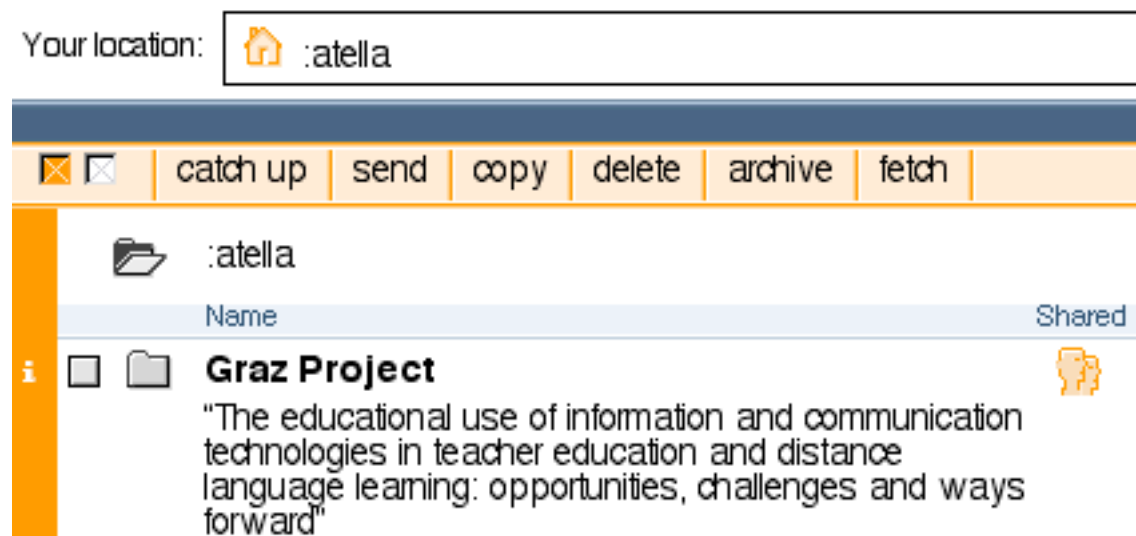 Your location: :atella
catch up send copy delete archive fetch
:atella
Name Shared
i Graz Project
"The educational use of information and communication
technologies in teacher education and distance
language learning: opportunities, challenges and ways
forward"